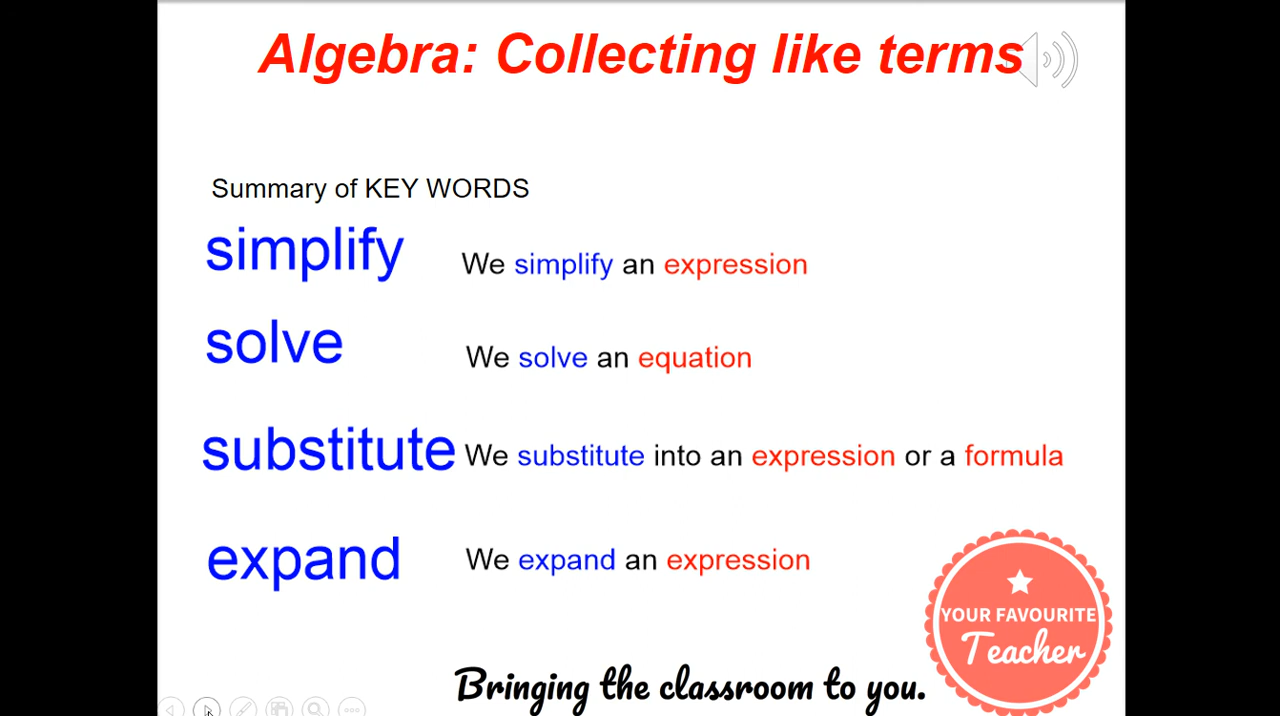 Algebra: Collecting like terms
Summary of KEY WORDS
simplify We simplify an expression
solve We solve an equation
substitute We substitute into an expression or a formula
expand We expand an expression
YOUR FAVOURITE
Teacher
Bringing the classroom to you.